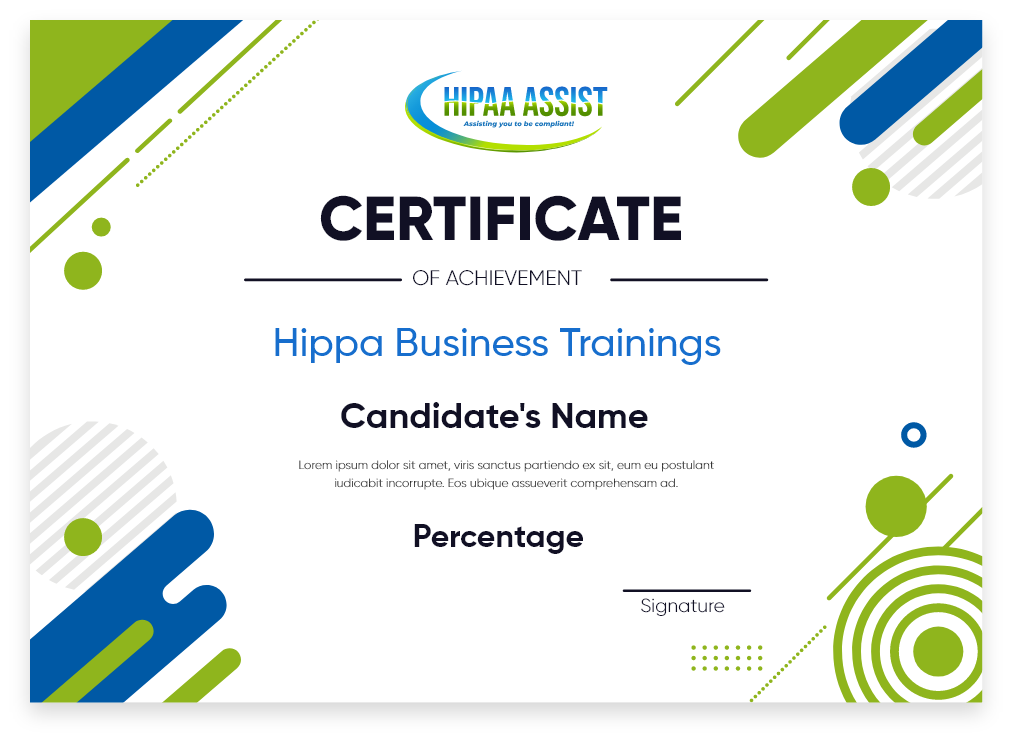 HIPAA ASSIST
Assisting you to be compliant!
CERTIFICATE
OF ACHIEVEMENT
Hippa Business Trainings
Candidate's Name
Lorem ipsum dolor sit amet, viris sanctus partiendo ex sit, eum eu postulant
iudicabit incorrupte. Eos ubique assueverit comprehensam ad.
Percentage
Signature